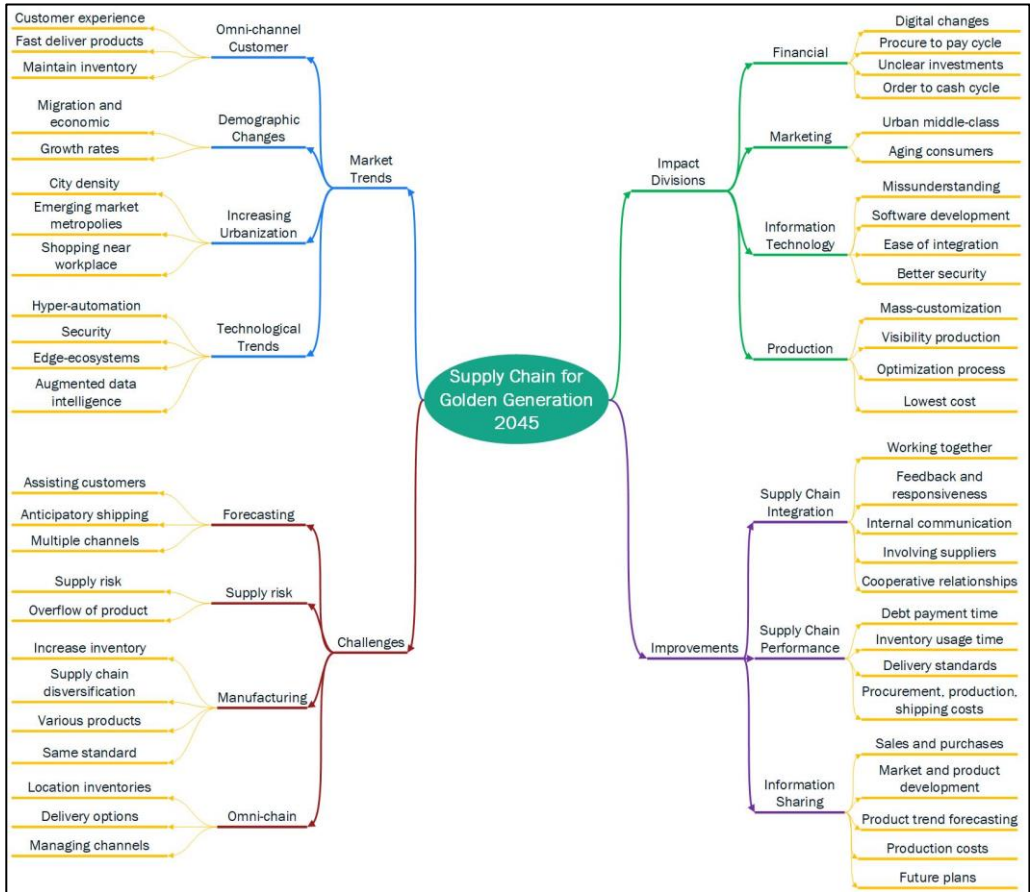 Supply Chain for
Golden Generation
2045
Market
Trends
Omni-channel
Customer
Customer experience
Fast deliver products
Maintain inventory
Demographic
Changes
Migration and
economic
Growth rates
Increasing
Urbanization
City density
Emerging market
metropolies
Shopping near
workplace
Technological
Trends
Hyper-automation
Security
Edge-ecosystems
Augmented data
intelligence
Challenges
Forecasting
Assisting customers
Anticipatory shipping
Multiple channels
Supply risk
Supply risk
Overflow of product
Manufacturing
Increase inventory
Supply chain
disversification
Various products
Same standard
Omni-chain
Location inventories
Delivery options
Managing channels
Impact
Divisions
Financial
Digital changes
Procure to pay cycle
Unclear investments
Order to cash cycle
Marketing
Urban middle-class
Aging consumers
Information
Technology
Missunderstanding
Software development
Ease of integration
Better security
Production
Mass-customization
Visibility production
Optimization process
Lowest cost
Improvements
Supply Chain
Integration
Working together
Feedback and
responsiveness
Internal communication
Involving suppliers
Cooperative relationships
Supply Chain
Performance
Debt payment time
Inventory usage time
Delivery standards
Procurement, production,
shipping costs
Information
Sharing
Sales and purchases
Market and product
development
Product trend forecasting
Production costs
Future plans